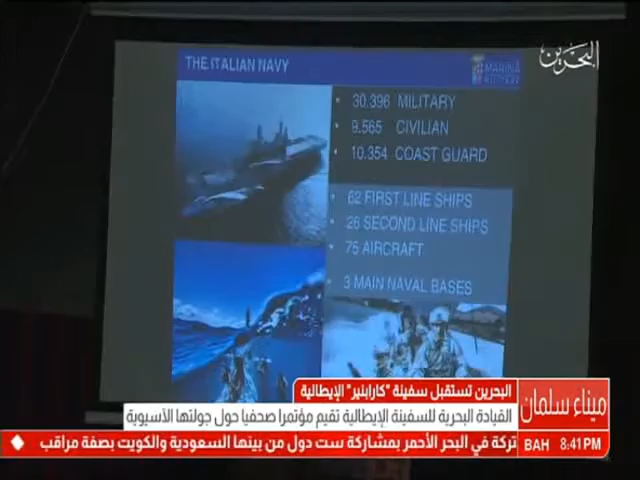 البحرين
THE ITALIAN NAVY
MARINA
30.396 MILITARY
9.565 CIVILIAN
10.354 COAST GUARD
62 FIRST LINE SHIPS
26 SECOND LINE SHIPS
75 AIRCRAFT
3 MAIN NAVAL BASES
البحرين تستقبل سفينة "كارابنير" الإيطالية
ميناء سلمان
القيادة البحرية للسفينة الإيطالية تقيم مؤتمرا صحفيا حول جولتها الآسيوية
BAH 8:41PM
تركة في البحر الأحمر بمشاركة ست دول من بينها السعودية والكويت بصفة مراقب